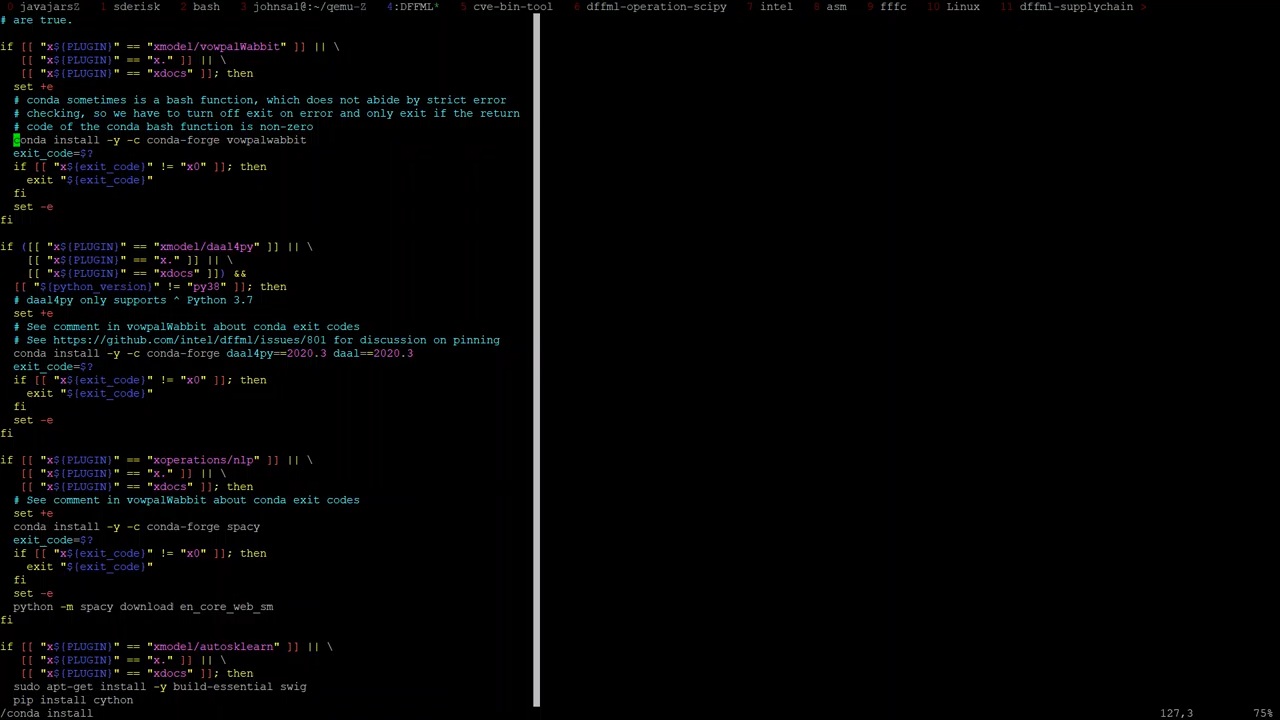 0 javajarsZ 1 sderisk 2 bash 3 johnsal@:~/qemu-Z 4:DFFML* 5 cve-bin-tool 6 dffml-operation-scipy 7 intel 8 asm 9 fffc 10 Linux 11 dffml-supplychain >
# are true.
if [[ "x${PLUGIN}" == "xmodel/vowpalWabbit" ]] || \
[[ "x${PLUGIN}" == "x." ]] || \
[[ "x${PLUGIN}" == "xdocs" ]]; then
set +e
# conda sometimes is a bash function, which does not abide by strict error
# checking, so we have to turn off exit on error and only exit if the return
# code of the conda bash function is non-zero
conda install -y -c conda-forge vowpalwabbit
exit_code=$?
if [[ "x${exit_code}" != "x0" ]]; then
exit "${exit_code}"
fi
set -e
fi
if ([[ "x${PLUGIN}" == "xmodel/daal4py" ]] || \
[[ "x${PLUGIN}" == "x." ]] || \
[[ "x${PLUGIN}" == "xdocs" ]]) &&
[[ "${python_version}" != "py38" ]]; then
# daal4py only supports ^ Python 3.7
set +e
# See comment in vowpalWabbit about conda exit codes
# See https://github.com/intel/dffml/issues/801 for discussion on pinning
conda install -y -c conda-forge daal4py==2020.3 daal==2020.3
exit_code=$?
if [[ "x${exit_code}" != "x0" ]]; then
exit "${exit_code}"
fi
set -e
fi
if [[ "x${PLUGIN}" == "xoperations/nlp" ]] || \
[[ "x${PLUGIN}" == "x." ]] || \
[[ "x${PLUGIN}" == "xdocs" ]]; then
# See comment in vowpalWabbit about conda exit codes
set +e
conda install -y -c conda-forge spacy
exit_code=$?
if [[ "x${exit_code}" != "x0" ]]; then
exit "${exit_code}"
fi
set -e
python -m spacy download en_core_web_sm
fi
if [[ "x${PLUGIN}" == "xmodel/autosklearn" ]] || \
[[ "x${PLUGIN}" == "x." ]] || \
[[ "x${PLUGIN}" == "xdocs" ]]; then
sudo apt-get install -y build-essential swig
pip install cython
/conda install 127,3 75%